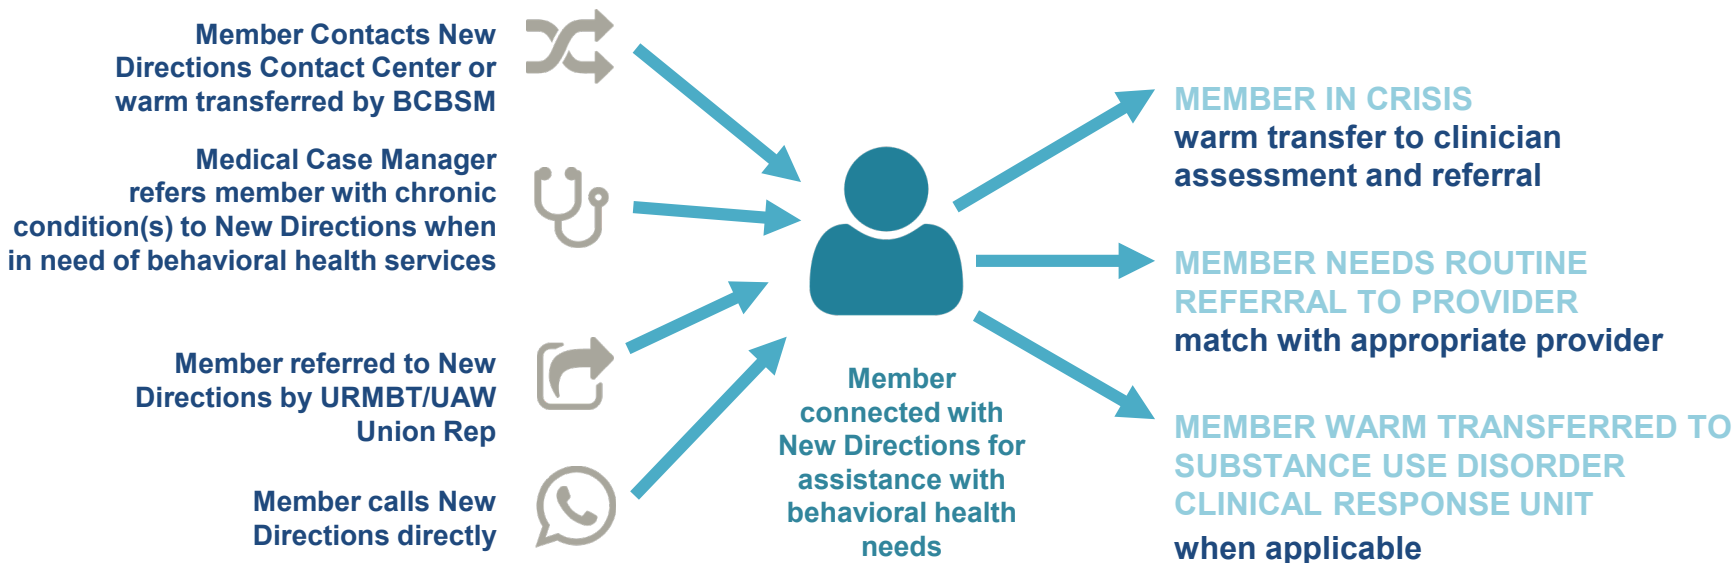 Member Contacts New
Directions Contact Center or
warm transferred by BCBSM
Medical Case Manager
refers member with chronic
condition(s) to New Directions when
in need of behavioral health services
Member referred to New
Directions by URMBT/UAW
Union Rep
Member calls New
Directions directly
Member
connected with
New Directions for
assistance with
behavioral health
needs
MEMBER IN CRISIS
warm transfer to clinician
assessment and referral
MEMBER NEEDS ROUTINE
REFERRAL TO PROVIDER
match with appropriate provider
MEMBER WARM TRANSFERRED TO
SUBSTANCE USE DISORDER
CLINICAL RESPONSE UNIT
when applicable